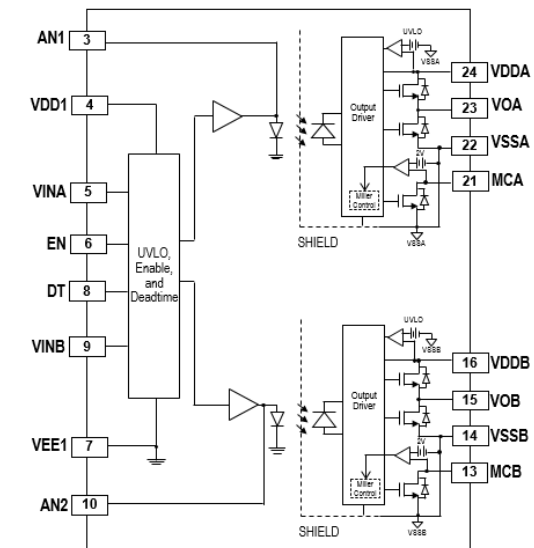 AN1 3
VDD1 4
VINA 5
EN 6
DT 8
VINB 9
VEE1 7
AN2 10
UVLO,
Enable,
and
Deadtime
UVLO
VSSA
Output
Driver
2V
Miller
Control
VSSA
SHIELD
24 VDDA
23 VOA
22 VSSA
21 MCA
UVLO
VSSB
Output
Driver
2V
Miller
Control
VSSB
SHIELD
16 VDDB
15 VOB
14 VSSB
13 MCB